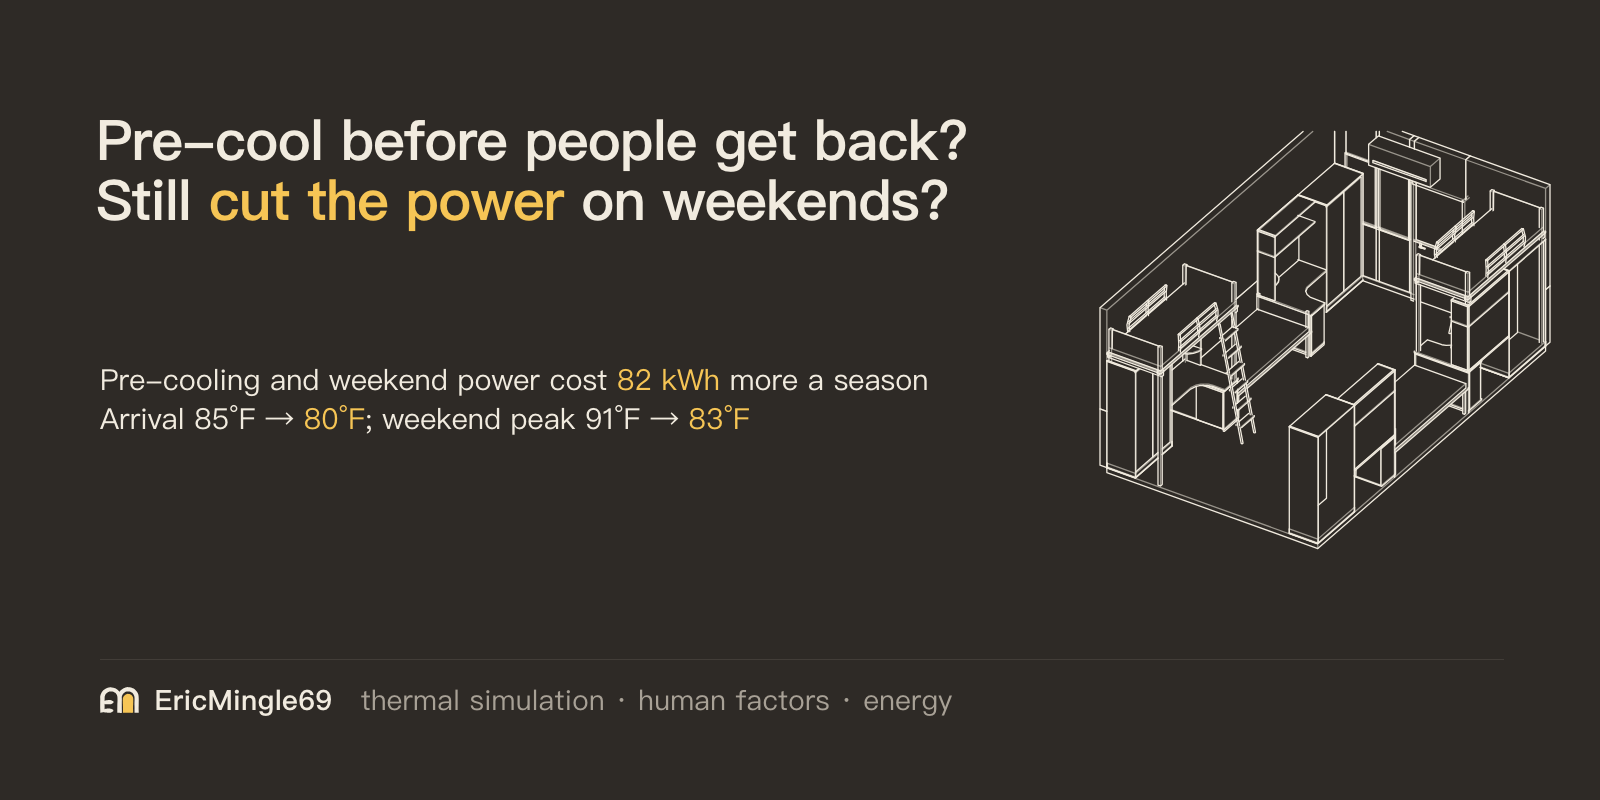 Pre–cool before people get back?
Still cut the power on weekends?
Pre–cooling and weekend power cost 82 kWh more a season
Arrival 85°F → 80°F; weekend peak 91°F → 83°F
EricMingle69 thermal simulation · human factors · energy